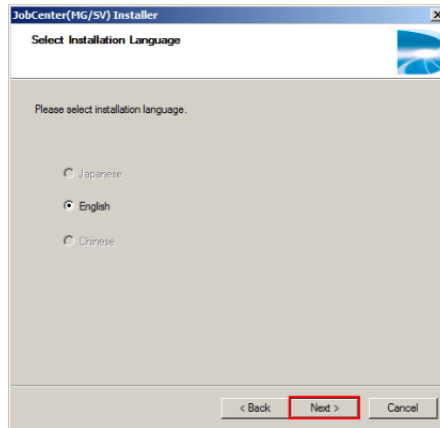 JobCenter(MG/SV) Installer
Select Installation Language
Please select installation language.
Japanese
English
Chinese
< Back
Next >
Cancel